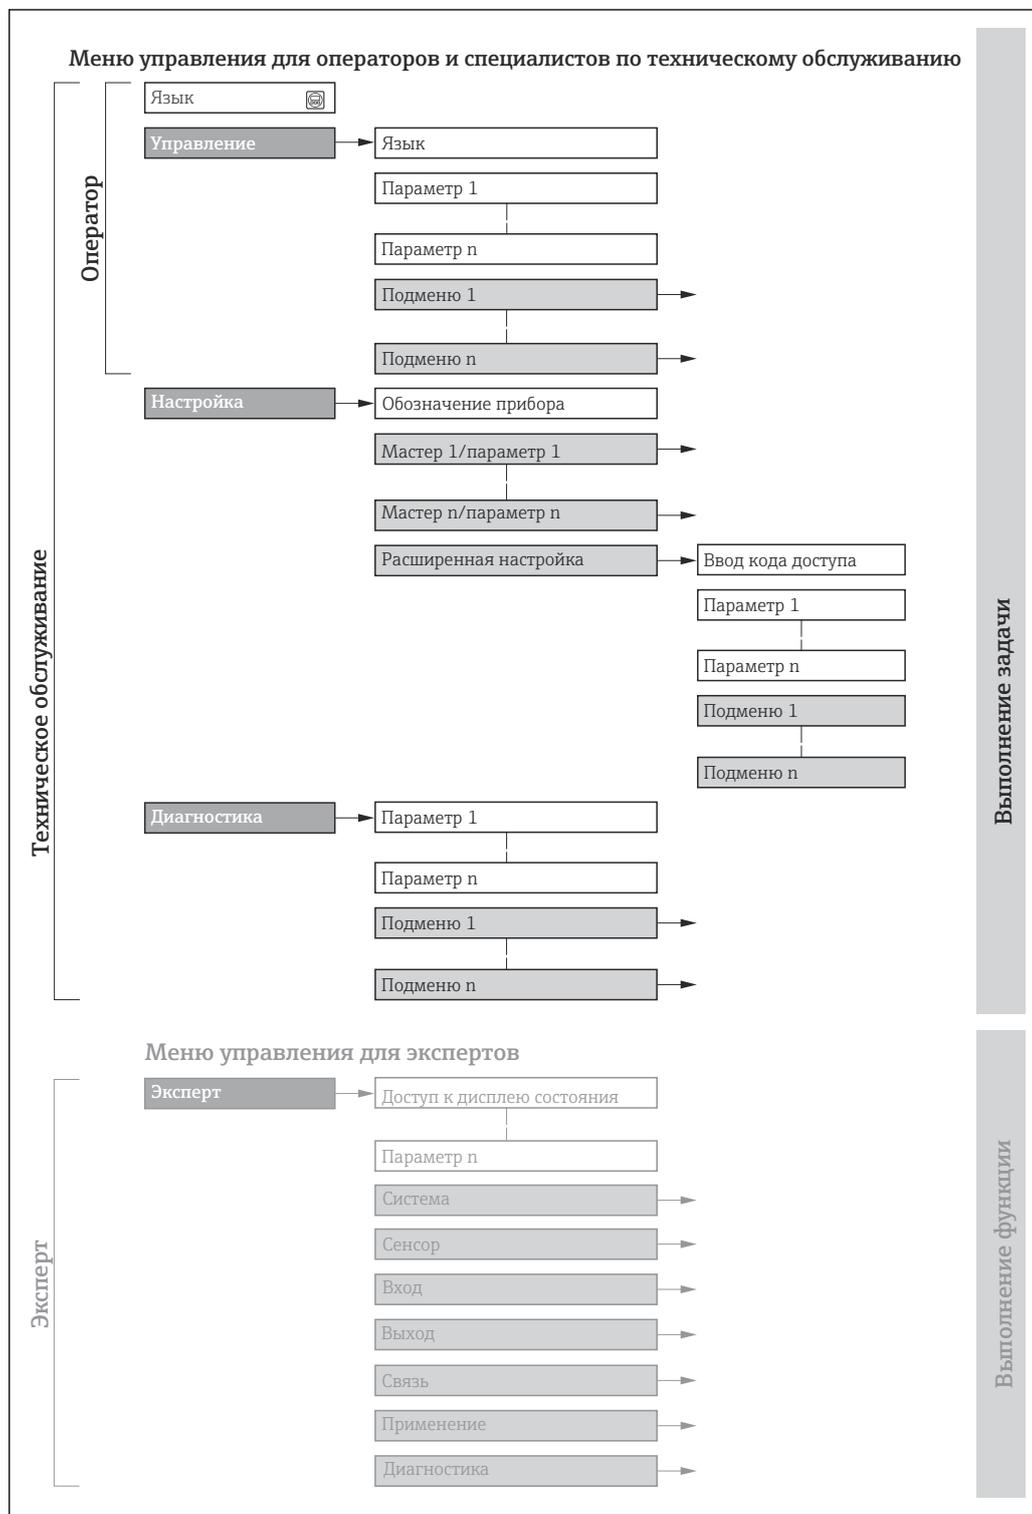 Меню управления для операторов и специалистов по техническому обслуживанию
Техническое обслуживание
Оператор
Язык
Управление
Язык
Параметр 1
Параметр n
Подменю 1
Подменю n
Настройка
Обозначение прибора
Мастер 1/параметр 1
Мастер n/параметр n
Расширенная настройка
Ввод кода доступа
Параметр 1
Параметр n
Подменю 1
Подменю n
Диагностика
Параметр 1
Параметр n
Подменю 1
Подменю n
Выполнение задачи
Меню управления для экспертов
Эксперт
Эксперт
Доступ к дисплею состояния
Параметр n
Система
Сенсор
Вход
Выход
Связь
Применение
Диагностика
Выполнение функции